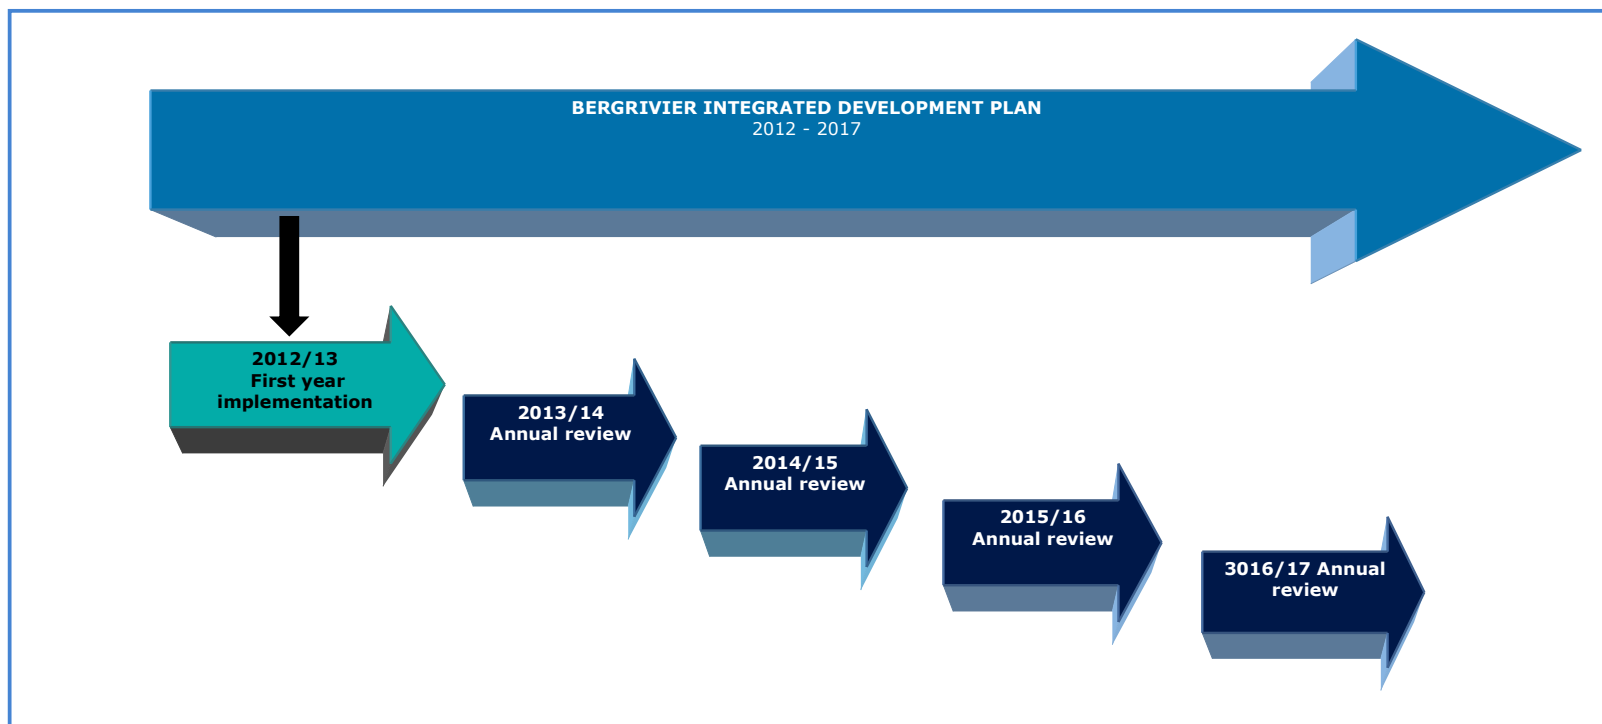 BERGRIVIER INTEGRATED DEVELOPMENT PLAN
2012 - 2017
2012/13
First year
implementation
2013/14
Annual review
2014/15
Annual review
2015/16
Annual review
3016/17 Annual
review